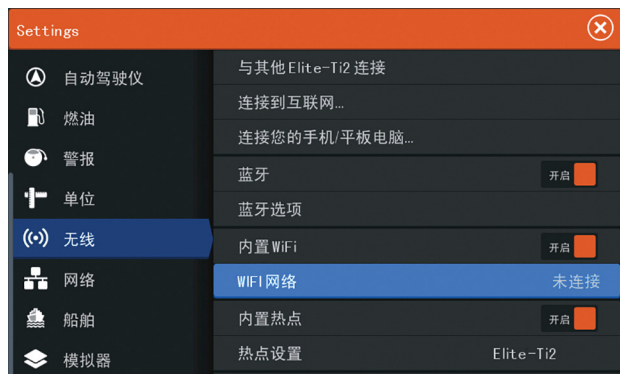 Settings
自动驾驶仪
燃油
警报
单位
无线
网络
船舶
模拟器
与其他Elite-Ti2连接
连接到互联网…
连接您的手机/平板电脑…
蓝牙 开启
蓝牙选项
内置WiFi 开启
WIFI网络 未连接
内置热点 开启
热点设置 Elite-Ti2